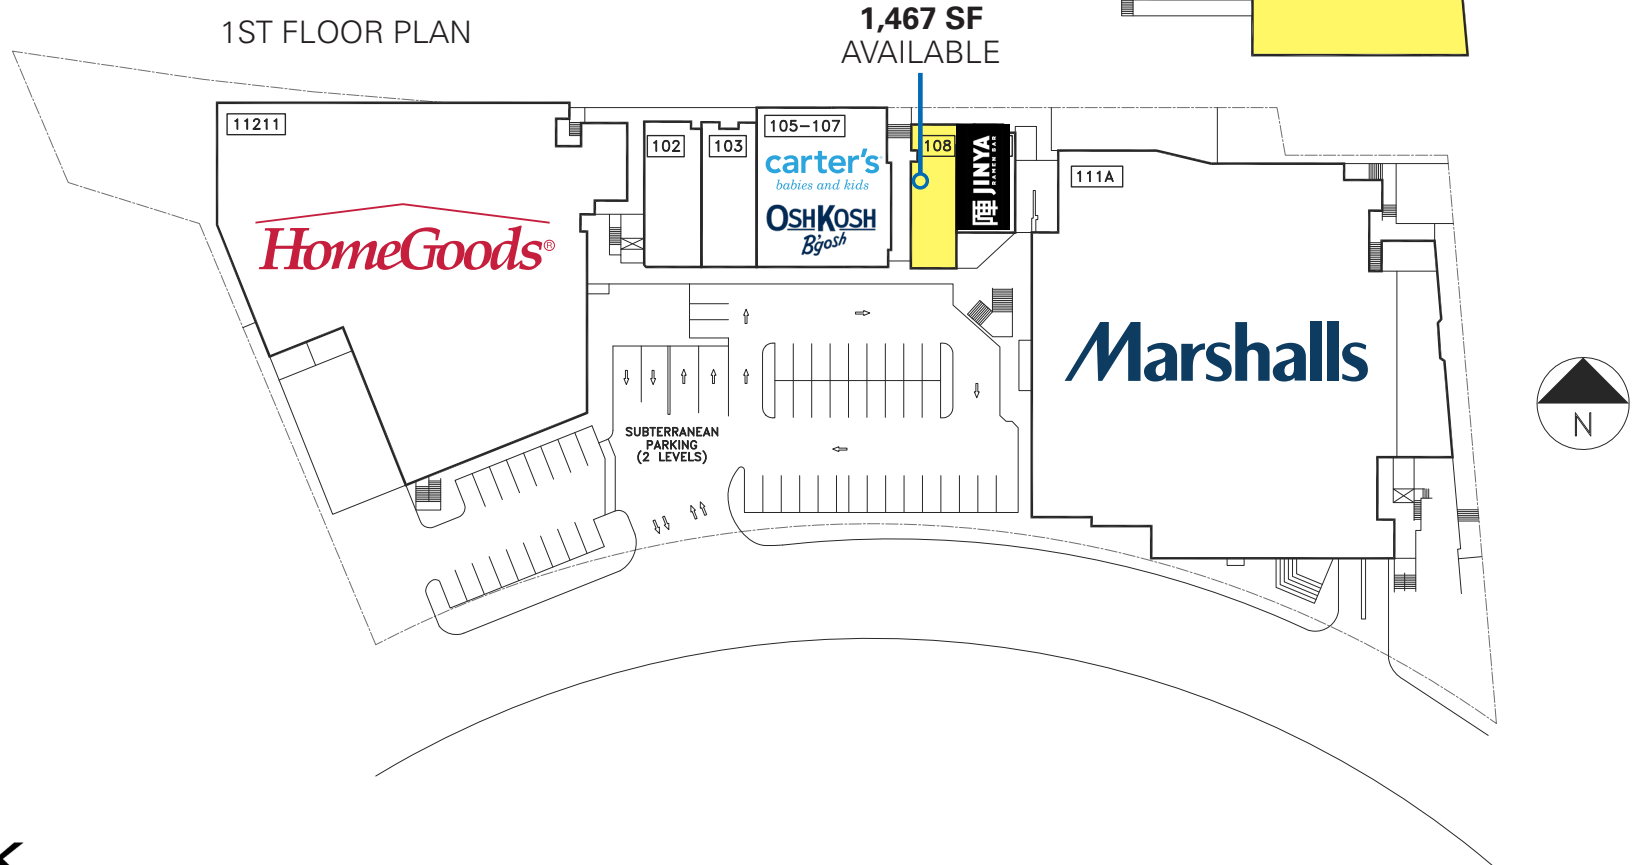 1ST FLOOR PLAN
1,467 SF
AVAILABLE
11211
102
103
105-107
108
111A
carter's
babies and kids
OSHKOSH
B'gosh
JINYA
RAMEN BAR
HomeGoods®
Marshalls
SUBTERRANEAN
PARKING
(2 LEVELS)
N